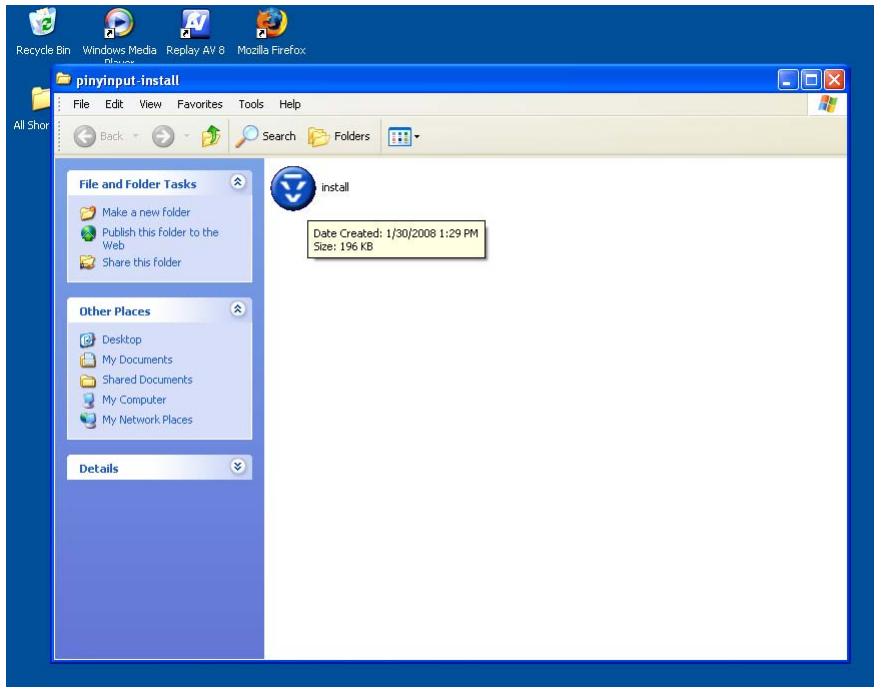 Recycle Bin
Windows Media Player
Replay AV 8
Mozilla Firefox
All Shor
pinyinput-install
File Edit View Favorites Tools Help
Back Search Folders
File and Folder Tasks
Make a new folder
Publish this folder to the
Web
Share this folder
Other Places
Desktop
My Documents
Shared Documents
My Computer
My Network Places
Details
install
Date Created: 1/30/2008 1:29 PM
Size: 196 KB